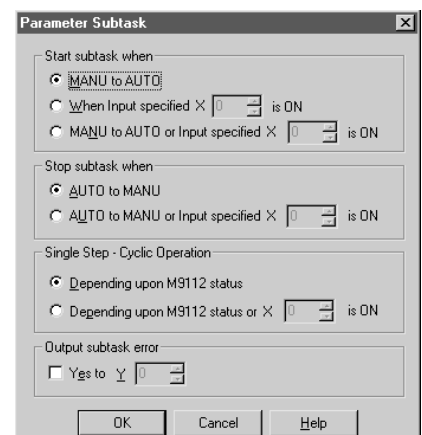 Parameter Subtask
Start subtask when
MANU to AUTO
When Input specified X 0 is ON
MANU to AUTO or Input specified X 0 is ON
Stop subtask when
AUTO to MANU
AUTO to MANU or Input specified X 0 is ON
Single Step - Cyclic Operation
Depending upon M9112 status
Depending upon M9112 status or X 0 is ON
Output subtask error
Yes to Y 0
OK Cancel Help